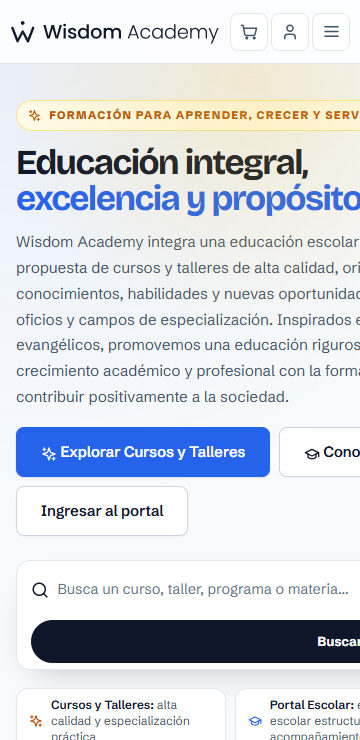 Wisdom Academy
FORMACIÓN PARA APRENDER, CRECER Y SERV
Educación integral,
excelencia y propósito
Wisdom Academy integra una educación escolar
propuesta de cursos y talleres de alta calidad, ori
conocimientos, habilidades y nuevas oportunidad
oficios y campos de especialización. Inspirados e
evangélicos, promovemos una educación riguros
crecimiento académico y profesional con la forma
contribuir positivamente a la sociedad.
Explorar Cursos y Talleres
Cono
Ingresar al portal
Busca un curso, taller, programa o materia...
Buscar
Cursos y Talleres: alta
calidad y especialización
práctica
Portal Escolar: e
escolar estructu
acompañamient